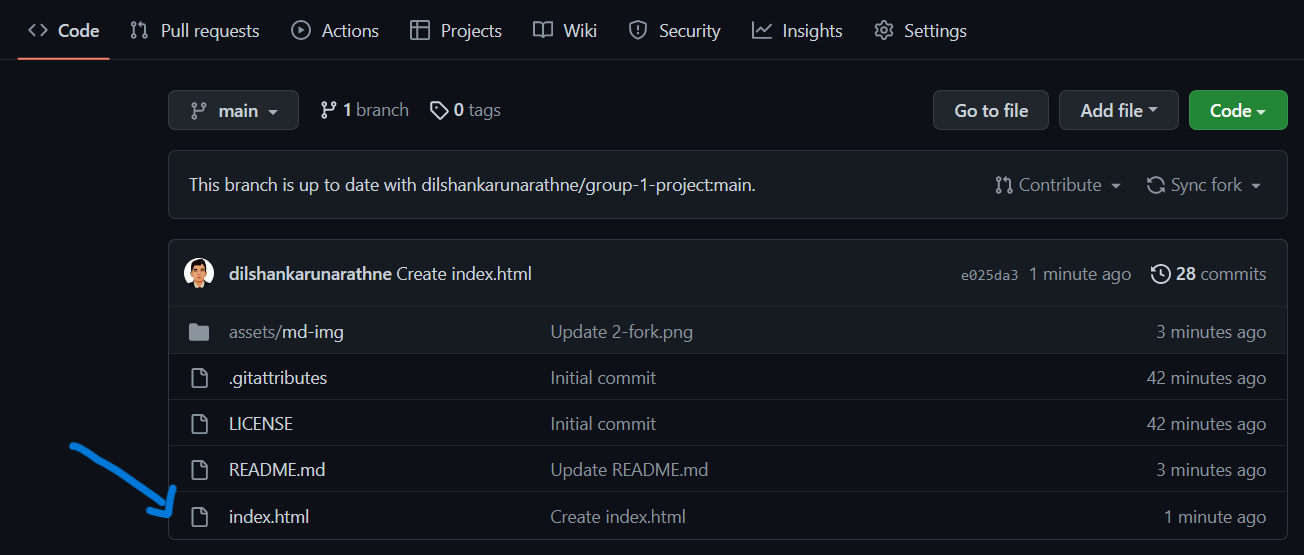 Code Pull requests Actions Projects Wiki Security Insights Settings
main 1 branch 0 tags Go to file Add file Code
This branch is up to date with dilshankarunarathne/group-1-project:main. Contribute Sync fork
dilshankarunarathne Create index.html e025da3 1 minute ago 28 commits
assets/md-img Update 2-fork.png 3 minutes ago
.gitattributes Initial commit 42 minutes ago
LICENSE Initial commit 42 minutes ago
README.md Update README.md 3 minutes ago
index.html Create index.html 1 minute ago